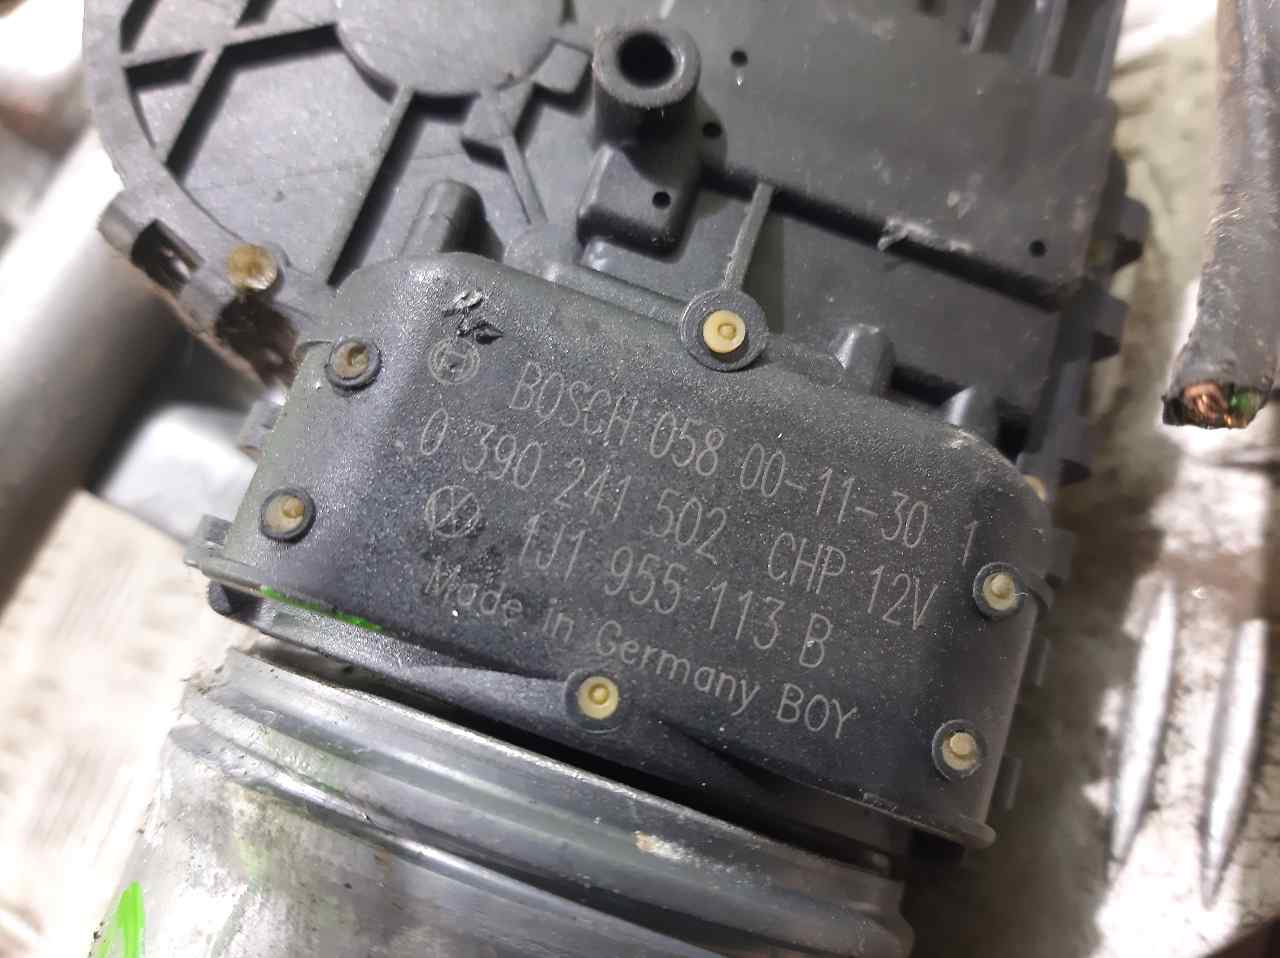 BOSCH 058 00-11-30 1
0 390 241 502 CHP 12V
1J1 955 113 B
Made in Germany BOY